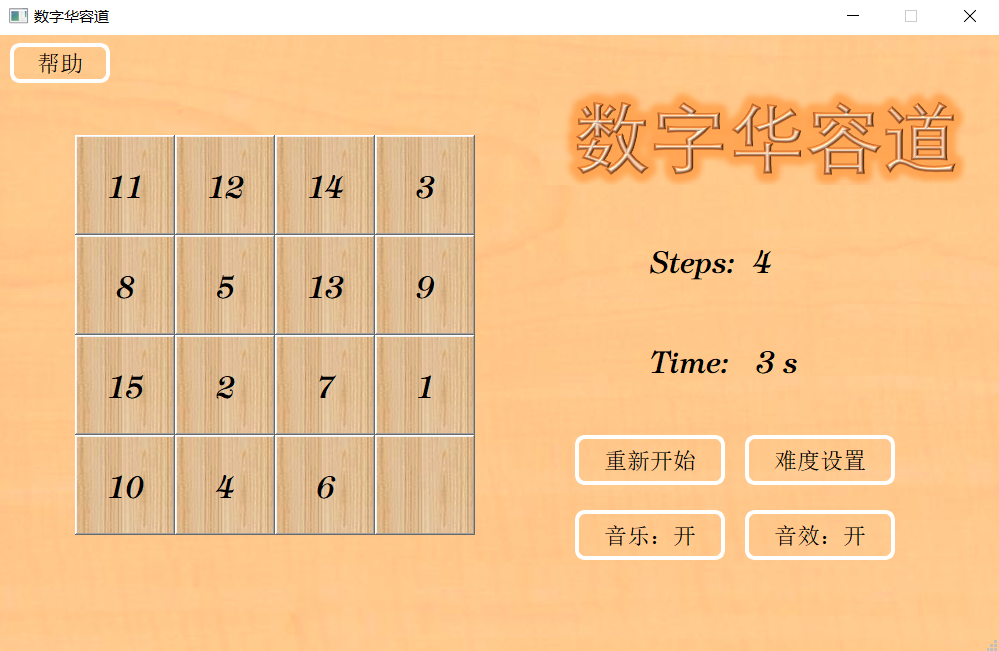 数字华容道
帮助
数字华容道
11 12 14 3
8 5 13 9
15 2 7 1
10 4 6
Steps: 4
Time: 3 s
重新开始 难度设置
音乐：开 音效：开